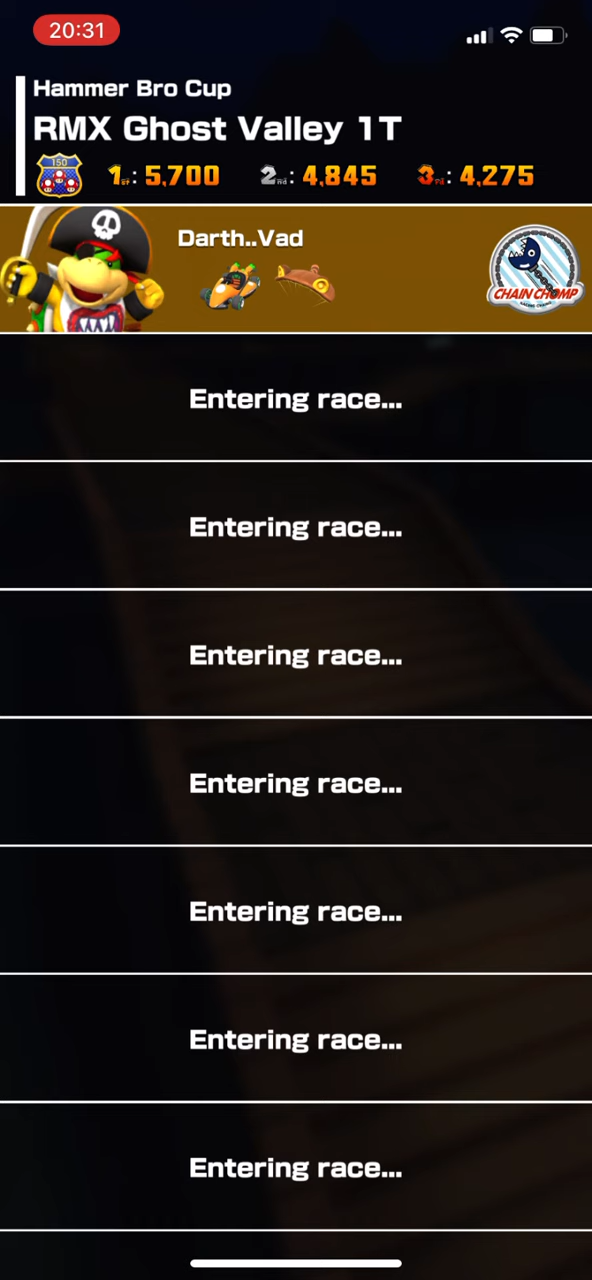 20:31
Hammer Bro Cup
RMX Ghost Valley 1T
150
1st: 5,700 2nd: 4,845 3rd: 4,275
Darth..Vad
CHAIN CHOMP
Entering race...
Entering race...
Entering race...
Entering race...
Entering race...
Entering race...
Entering race...